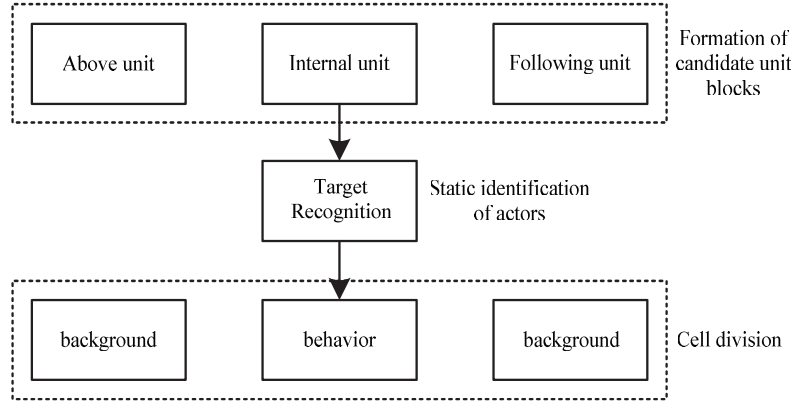 Above unit
Internal unit
Following unit
Formation of
candidate unit
blocks
Target
Recognition
Static identification
of actors
background
behavior
background
Cell division